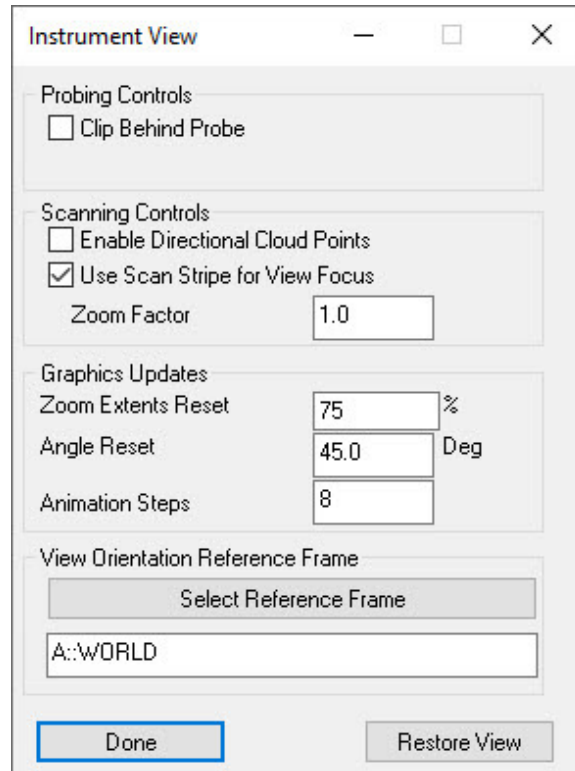 Instrument View
Probing Controls
Clip Behind Probe
Scanning Controls
Enable Directional Cloud Points
Use Scan Stripe for View Focus
Zoom Factor 1.0
Graphics Updates
Zoom Extents Reset 75 %
Angle Reset 45.0 Deg
Animation Steps 8
View Orientation Reference Frame
Select Reference Frame
A::WORLD
Done Restore View